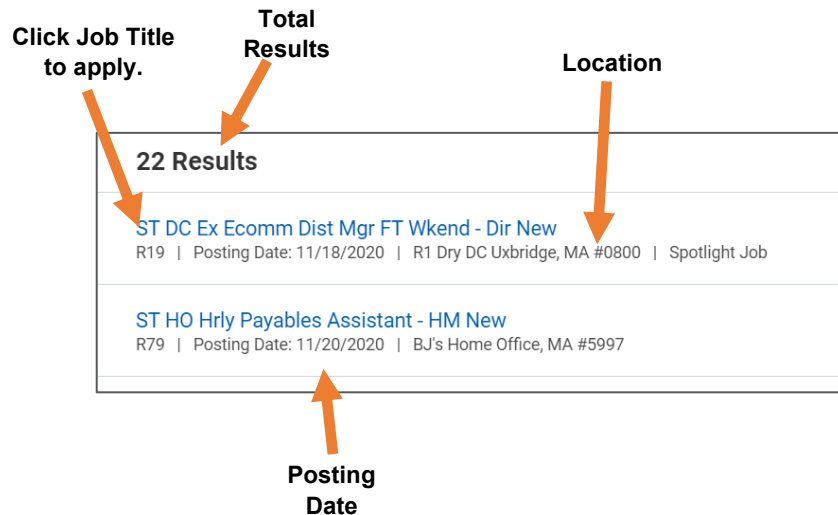 Click Job Title
to apply.
Total
Results
Location
22 Results
ST DC Ex Ecomm Dist Mgr FT Wkend - Dir New
R19 | Posting Date: 11/18/2020 | R1 Dry DC Uxbridge, MA #0800 | Spotlight Job
ST HO Hrly Payables Assistant - HM New
R79 | Posting Date: 11/20/2020 | BJ's Home Office, MA #5997
Posting
Date